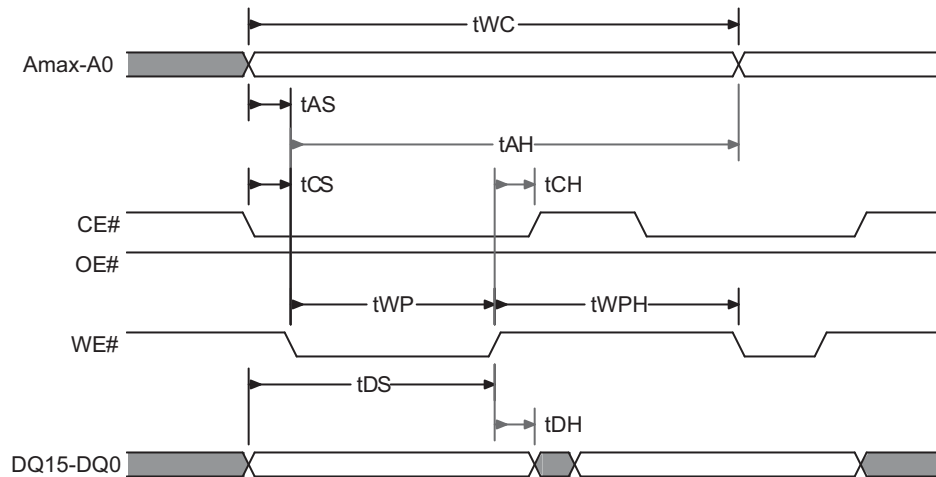 tWC
Amax-A0
tAS
tAH
tCS
tCH
CE#
OE#
tWP
tWPH
WE#
tDS
tDH
DQ15-DQ0